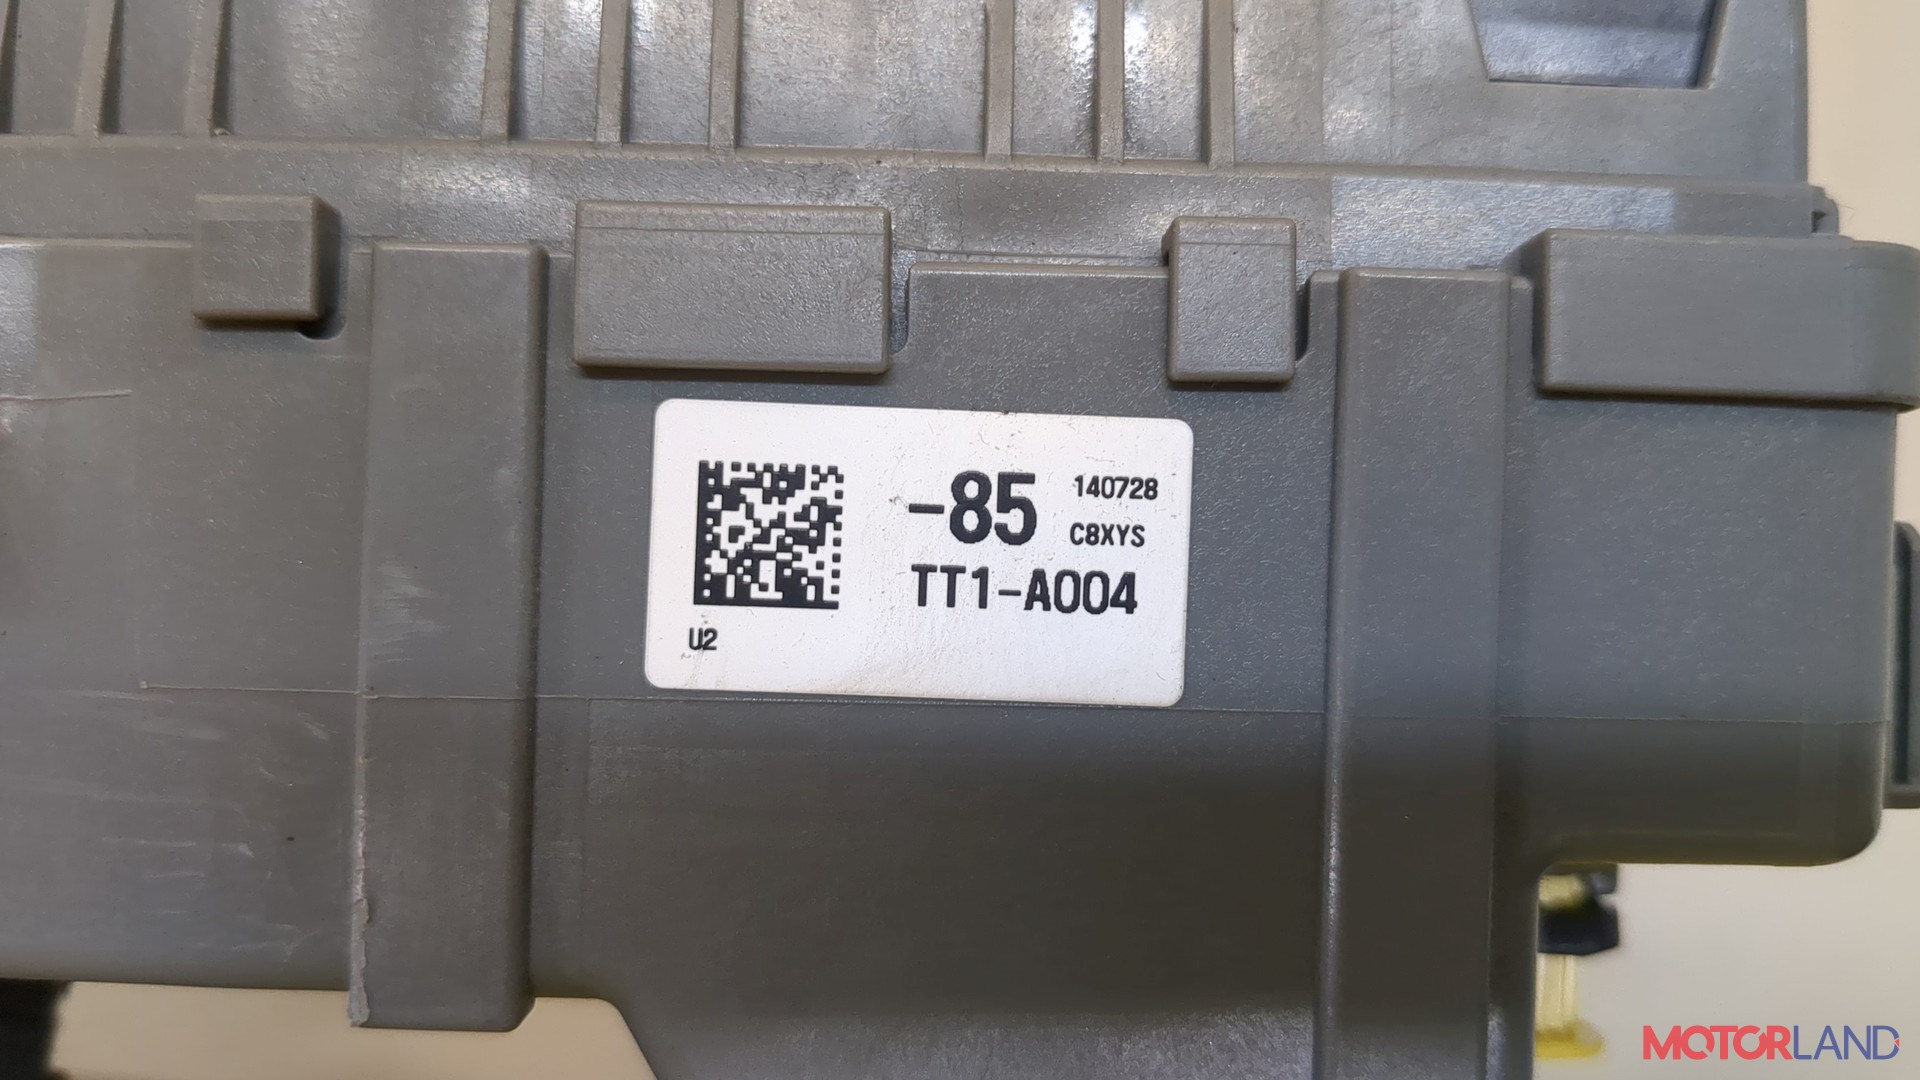 -85 140728
C8XYS
TT1-A004
U2
MOTORLAND